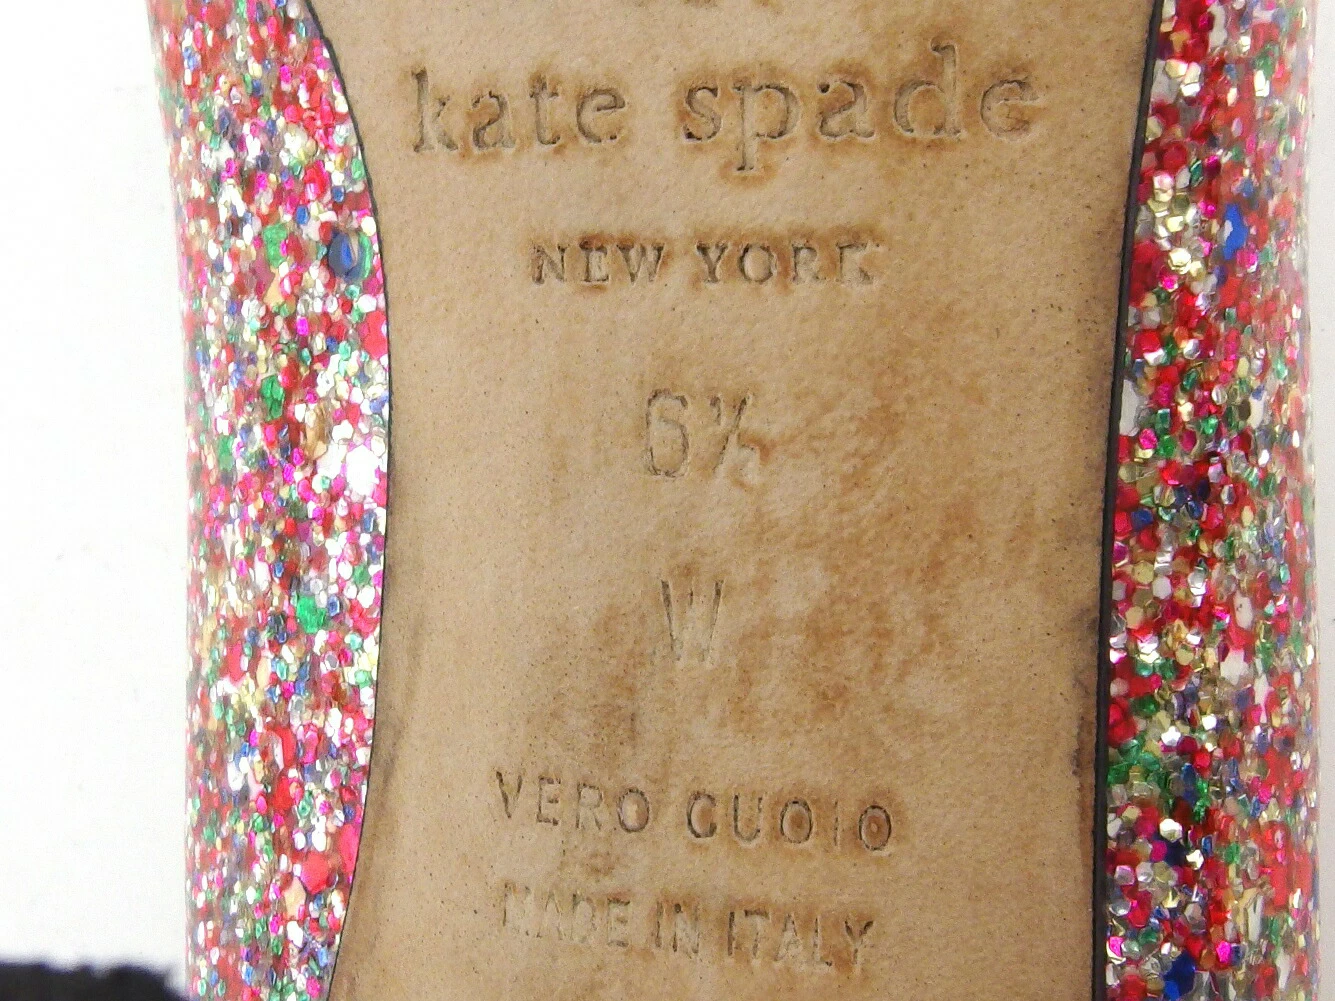 kate spade
NEW YORK
6½
W
VERO CUOIO
MADE IN ITALY